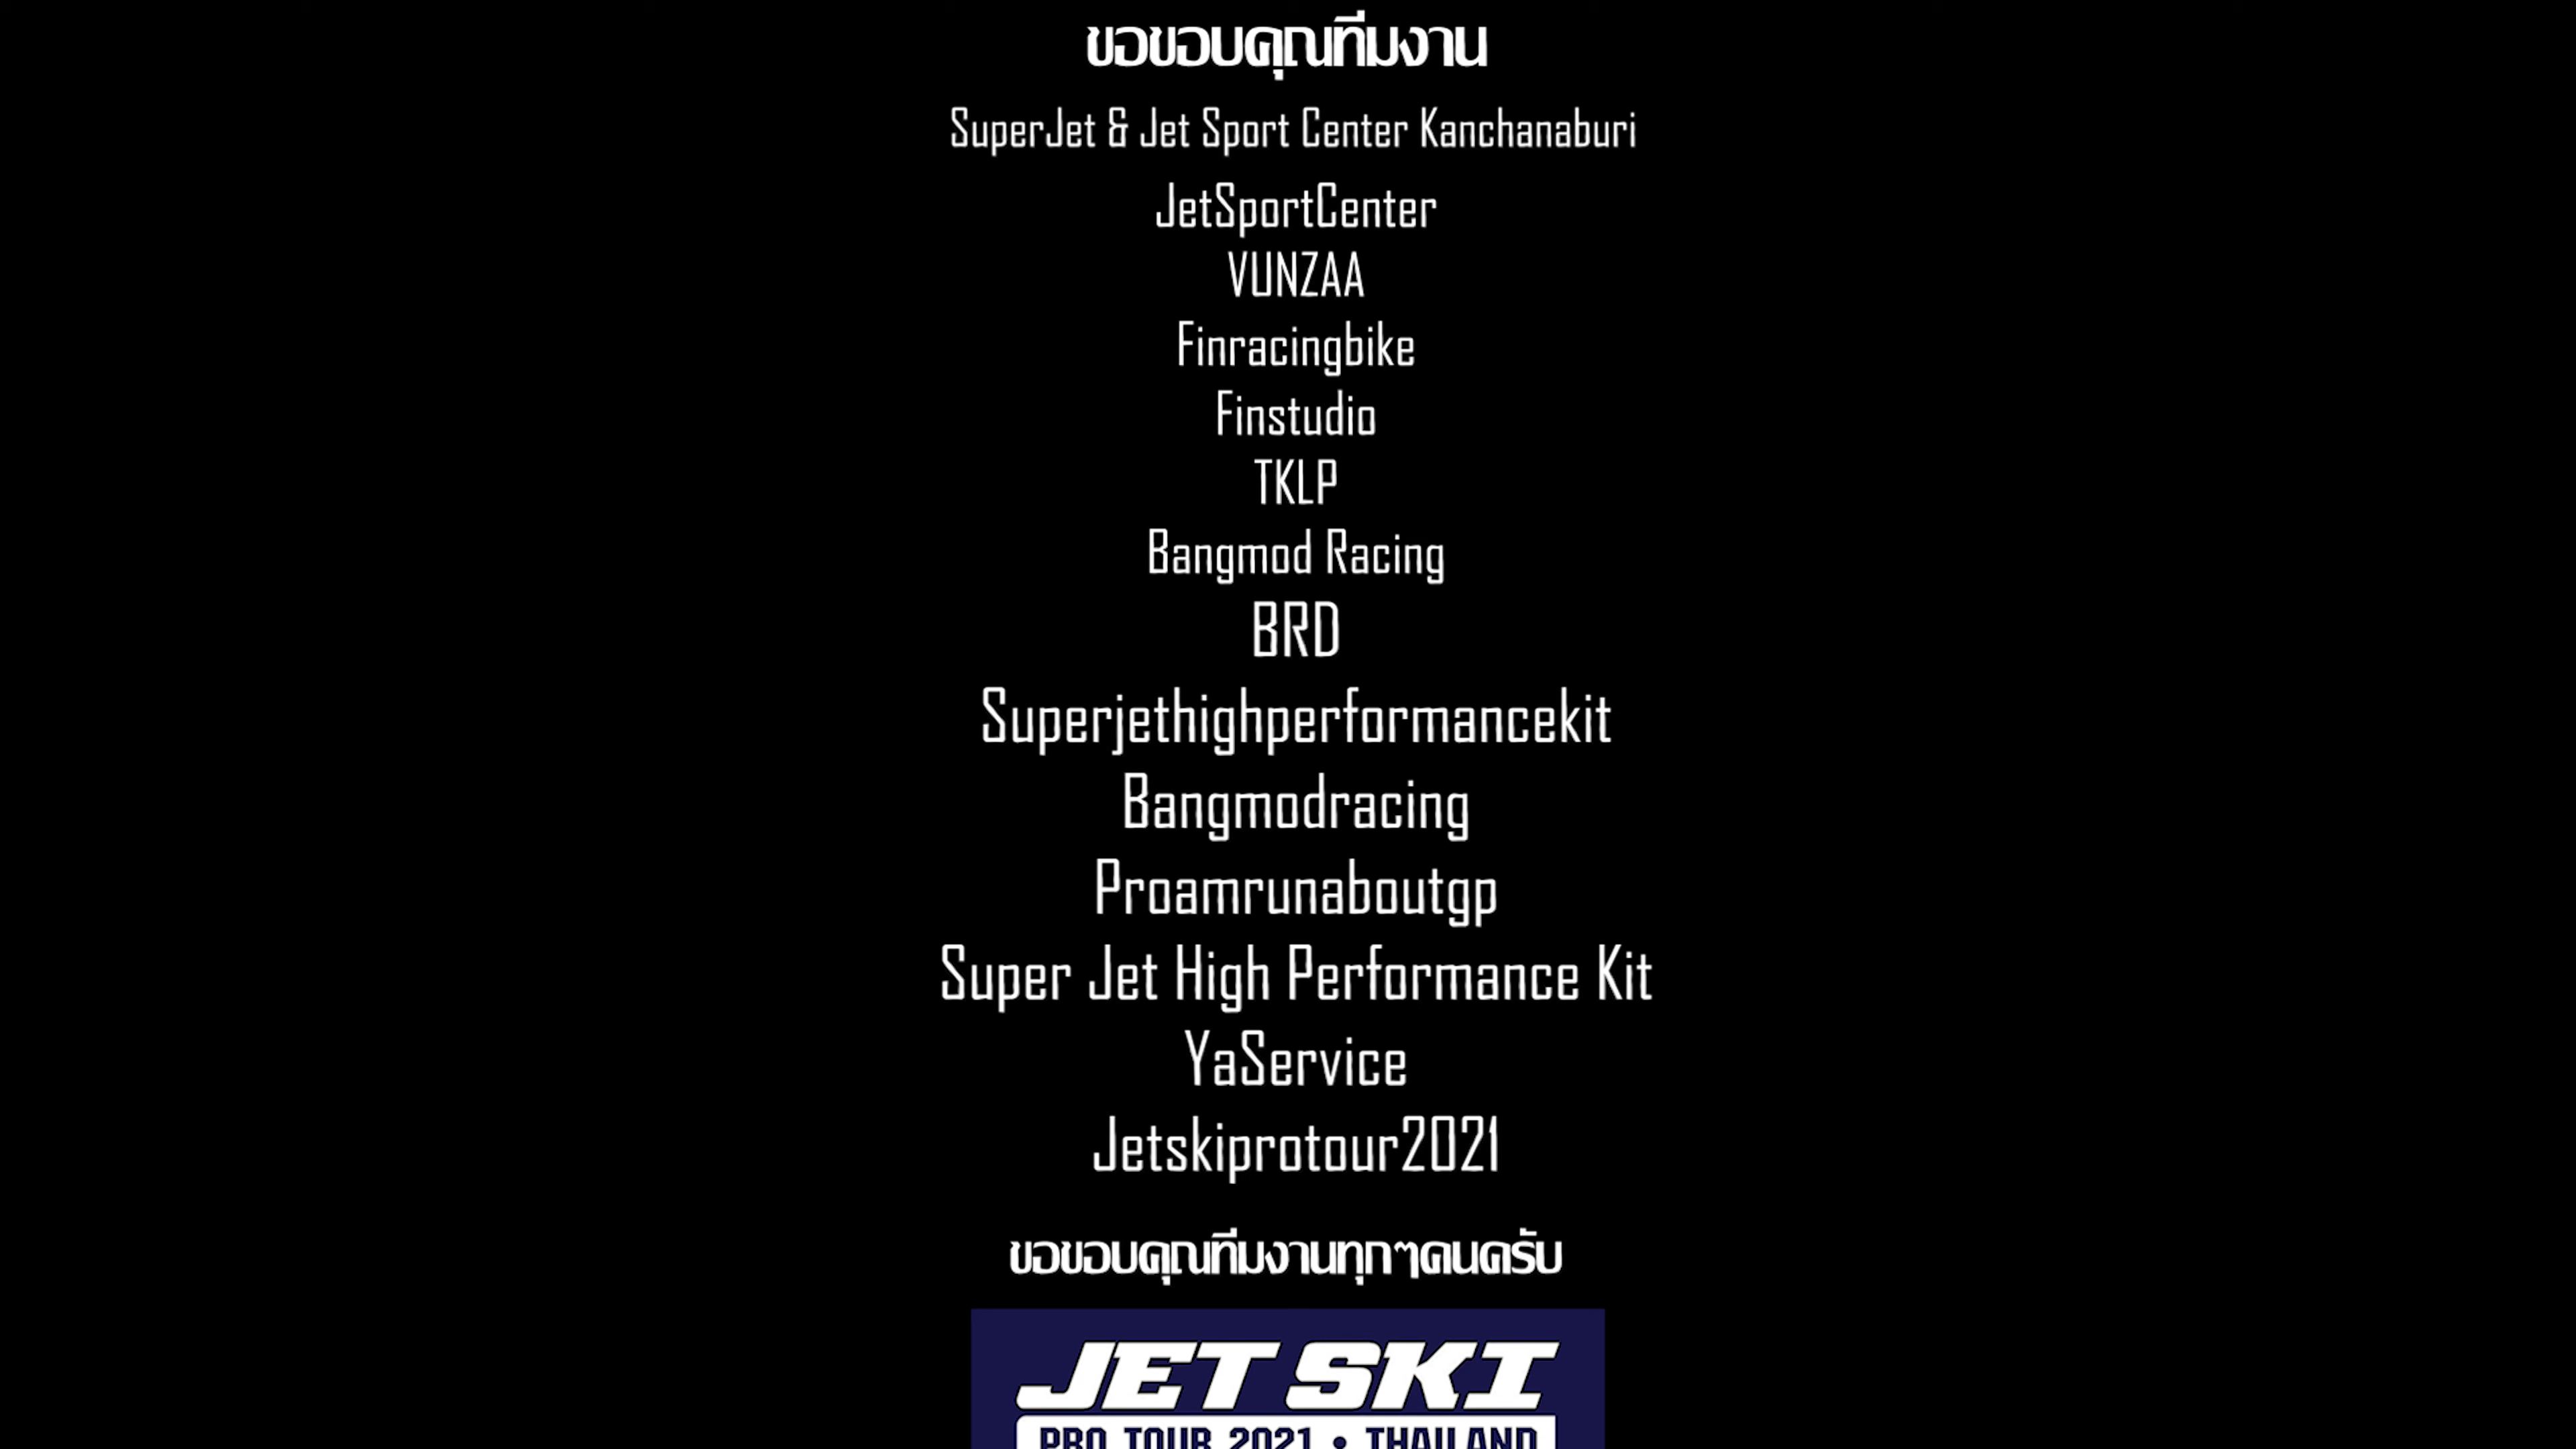 ขอขอบคุณทีมงาน
SuperJet & Jet Sport Center Kanchanaburi
JetSportCenter
VUNZAA
Finracingbike
Finstudio
TKLP
Bangmod Racing
BRD
Superjethighperformancekit
Bangmodracing
Proamrunaboutgp
Super Jet High Performance Kit
YaService
Jetskiprotour2021
ขอขอบคุณทีมงานทุกๆคนครับ
JET SKI
PRO TOUR 2021 • THAILAND